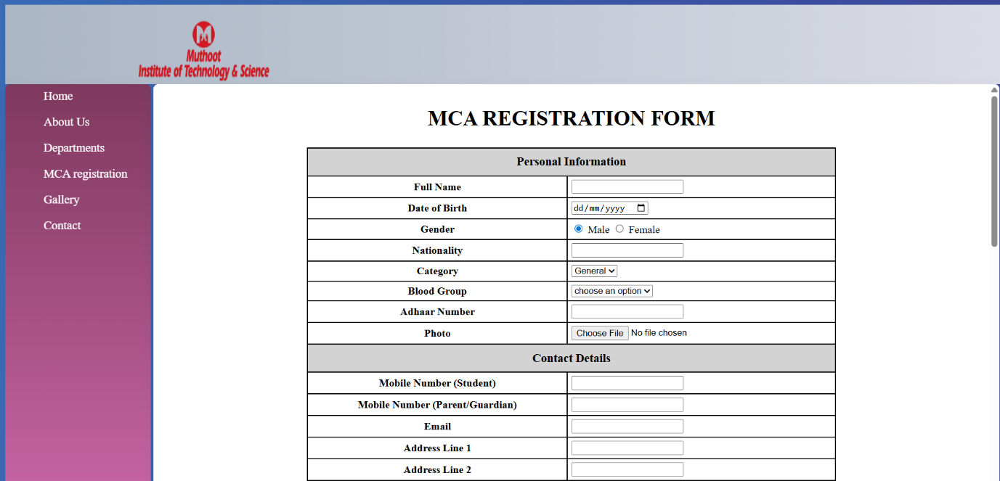 Muthoot
Institute of Technology & Science
Home
About Us
Departments
MCA registration
Gallery
Contact
MCA REGISTRATION FORM
Personal Information
Full Name
Date of Birth dd/mm/yyyy
Gender Male Female
Nationality
Category General
Blood Group choose an option
Adhaar Number
Photo Choose File No file chosen
Contact Details
Mobile Number (Student)
Mobile Number (Parent/Guardian)
Email
Address Line 1
Address Line 2